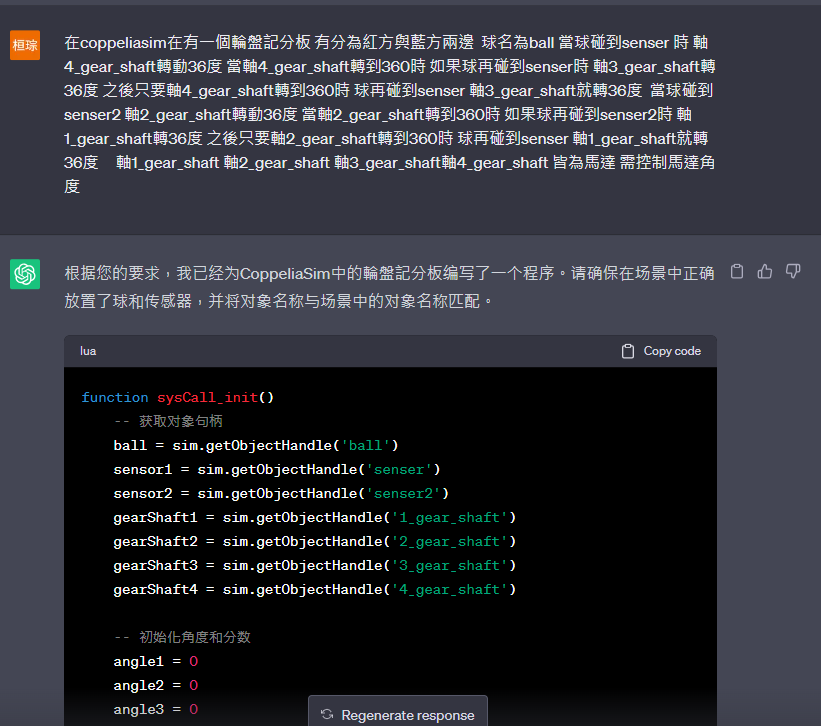 桓瑔
在coppeliasim在有一個輪盤記分板 有分為紅方與藍方兩邊 球名為ball 當球碰到senser 時 軸
4_gear_shaft轉動36度 當軸4_gear_shaft轉到360時 如果球再碰到senser時 軸3_gear_shaft轉
36度 之後只要軸4_gear_shaft轉到360時 球再碰到senser 軸3_gear_shaft就轉36度 當球碰到
senser2 軸2_gear_shaft轉動36度 當軸2_gear_shaft轉到360時 如果球再碰到senser2時 軸
1_gear_shaft轉36度 之後只要軸2_gear_shaft轉到360時 球再碰到senser 軸1_gear_shaft就轉
36度 軸1_gear_shaft 軸2_gear_shaft 軸3_gear_shaft軸4_gear_shaft 皆為馬達 需控制馬達角
度
根据您的要求，我已经为CoppeliaSim中的輪盤記分板编写了一个程序。请确保在场景中正确
放置了球和传感器，并将对象名称与场景中的对象名称匹配。
lua
Copy code
function sysCall_init()
-- 获取对象句柄
ball = sim.getObjectHandle('ball')
sensor1 = sim.getObjectHandle('senser')
sensor2 = sim.getObjectHandle('senser2')
gearShaft1 = sim.getObjectHandle('1_gear_shaft')
gearShaft2 = sim.getObjectHandle('2_gear_shaft')
gearShaft3 = sim.getObjectHandle('3_gear_shaft')
gearShaft4 = sim.getObjectHandle('4_gear_shaft')
-- 初始化角度和分数
angle1 = 0
angle2 = 0
angle3 = 0
Regenerate response